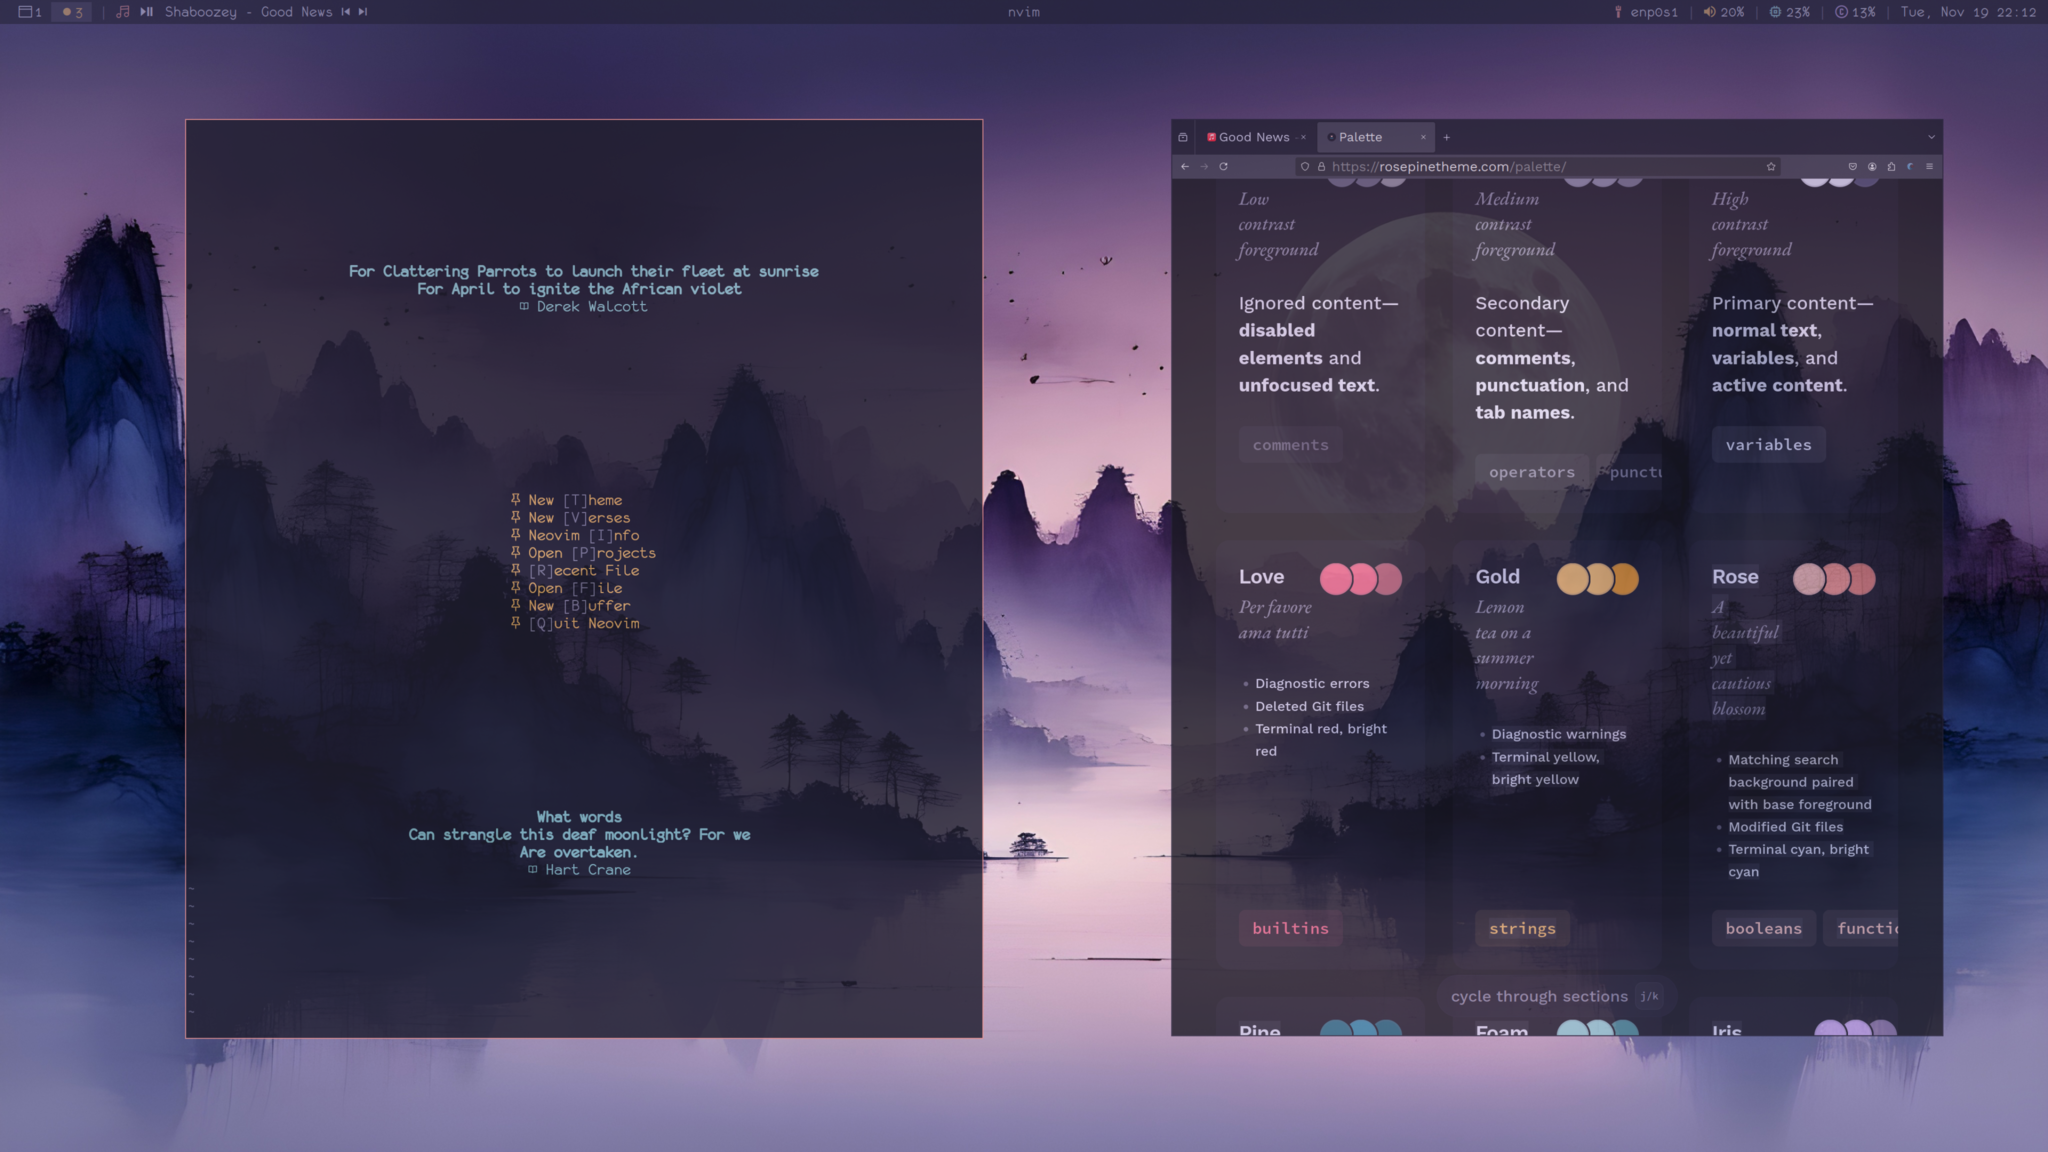 1 3 Shaboozey - Good News
nvim
enp0s1 20% 23% 13% Tue, Nov 19 22:12
For Clattering Parrots to launch their fleet at sunrise
For April to ignite the African violet
Derek Walcott
New [T]heme
New [V]erses
Neovim [I]nfo
Open [P]rojects
[R]ecent File
Open [F]ile
New [B]uffer
[Q]uit Neovim
What words
Can strangle this deaf moonlight? For we
Are overtaken.
Hart Crane
~
~
~
~
~
~
~
~
Good News × Palette × +
https://rosepinetheme.com/palette/
Low
contrast
foreground
Ignored content—
disabled
elements and
unfocused text.
comments
Medium
contrast
foreground
Secondary
content—
comments,
punctuation, and
tab names.
operators punctu
High
contrast
foreground
Primary content—
normal text,
variables, and
active content.
variables
Love
Per favore
ama tutti
• Diagnostic errors
• Deleted Git files
• Terminal red, bright
red
builtins
Gold
Lemon
tea on a
summer
morning
• Diagnostic warnings
• Terminal yellow,
bright yellow
strings
Rose
A
beautiful
yet
cautious
blossom
• Matching search
background paired
with base foreground
• Modified Git files
• Terminal cyan, bright
cyan
booleans functio
cycle through sections j/k
Pine
Foam
Iris